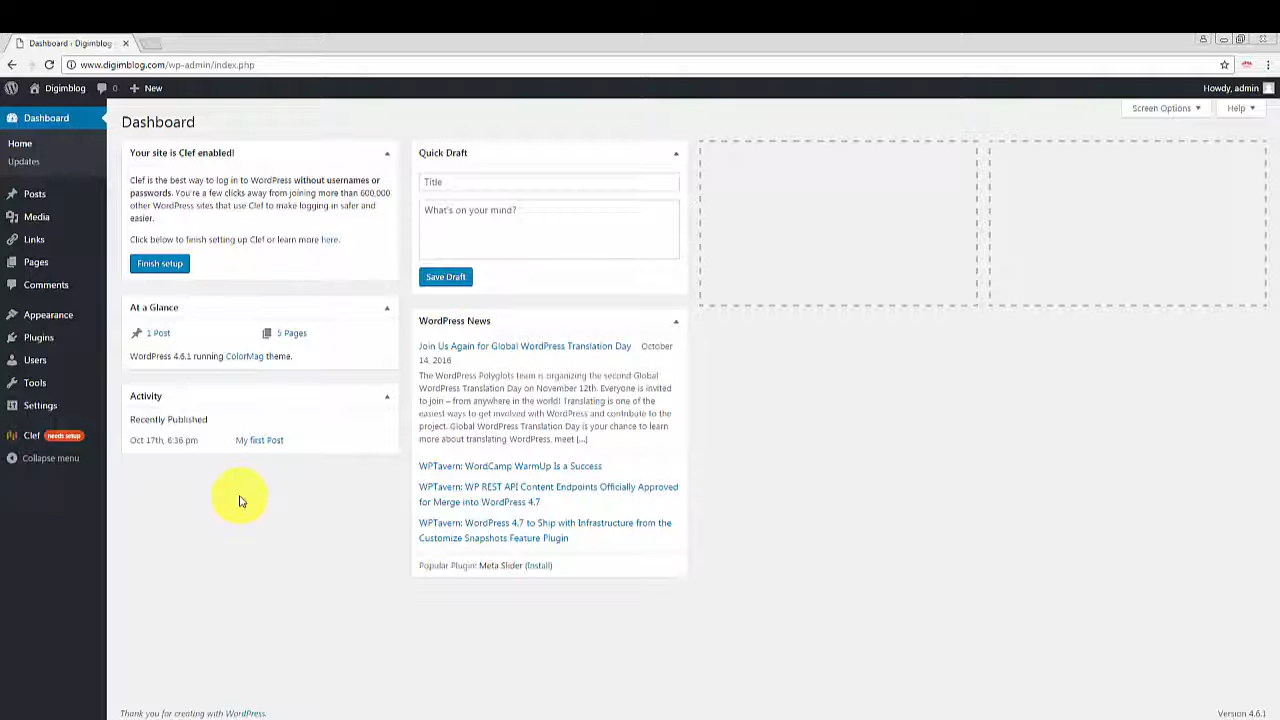 Dashboard ‹ Digimblog
www.digimblog.com/wp-admin/index.php
Digimblog 0 New Howdy, admin
Dashboard
Home
Updates
Posts
Media
Links
Pages
Comments
Appearance
Plugins
Users
Tools
Settings
Clef needs setup
Collapse menu
Screen Options Help
Dashboard
Your site is Clef enabled!
Clef is the best way to log in to WordPress without usernames or
passwords. You're a few clicks away from joining more than 600,000
other WordPress sites that use Clef to make logging in safer and
easier.
Click below to finish setting up Clef or learn more here.
Finish setup
At a Glance
1 Post 5 Pages
WordPress 4.6.1 running ColorMag theme.
Activity
Recently Published
Oct 17th, 6:36 pm My first Post
Quick Draft
Title
What's on your mind?
Save Draft
WordPress News
Join Us Again for Global WordPress Translation Day October
14, 2016
The WordPress Polyglots team is organizing the second Global
WordPress Translation Day on November 12th. Everyone is invited
to join – from anywhere in the world! Translating is one of the
easiest ways to get involved with WordPress and contribute to the
project. Global WordPress Translation Day is your chance to learn
more about translating WordPress, meet […]
WPTavern: WordCamp WarmUp Is a Success
WPTavern: WP REST API Content Endpoints Officially Approved
for Merge into WordPress 4.7
WPTavern: WordPress 4.7 to Ship with Infrastructure from the
Customize Snapshots Feature Plugin
Popular Plugin: Meta Slider (Install)
Thank you for creating with WordPress.
Version 4.6.1